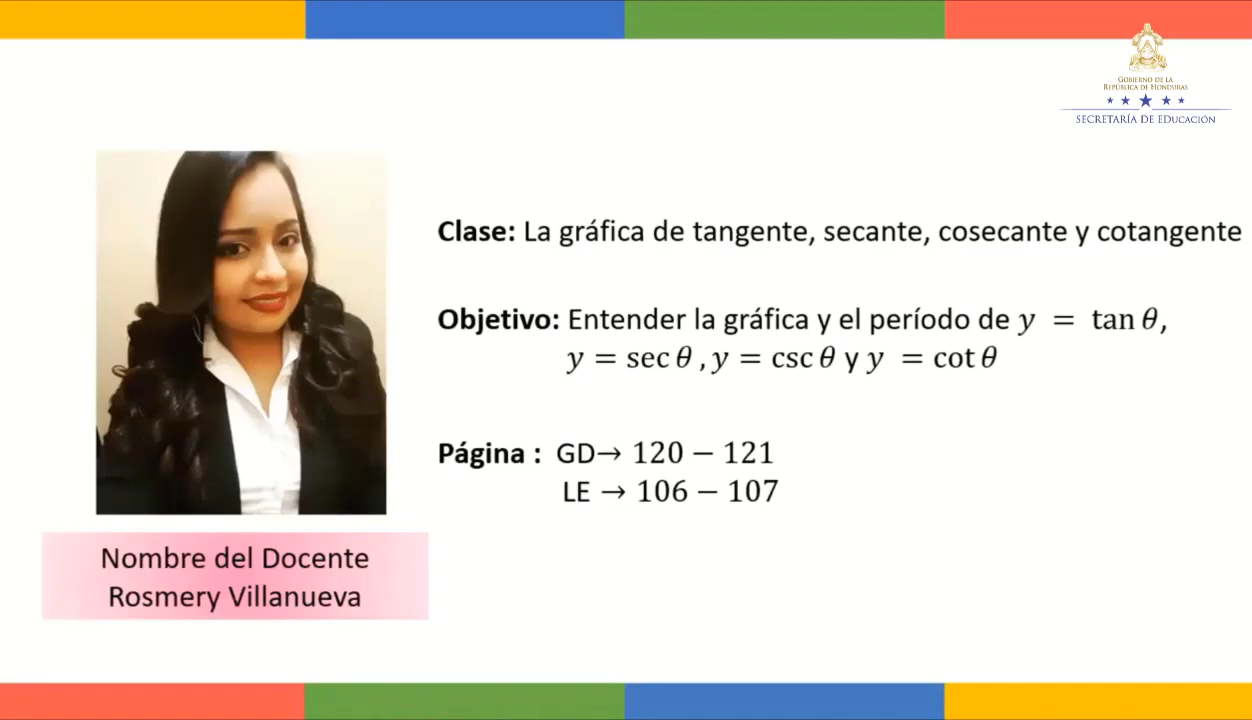 GOBIERNO DE LA
REPÚBLICA DE HONDURAS
SECRETARÍA DE EDUCACIÓN
Clase: La gráfica de tangente, secante, cosecante y cotangente
Objetivo: Entender la gráfica y el período de y = tan θ,
y = sec θ , y = csc θ y y = cot θ
Página : GD→ 120 − 121
LE → 106 − 107
Nombre del Docente
Rosmery Villanueva